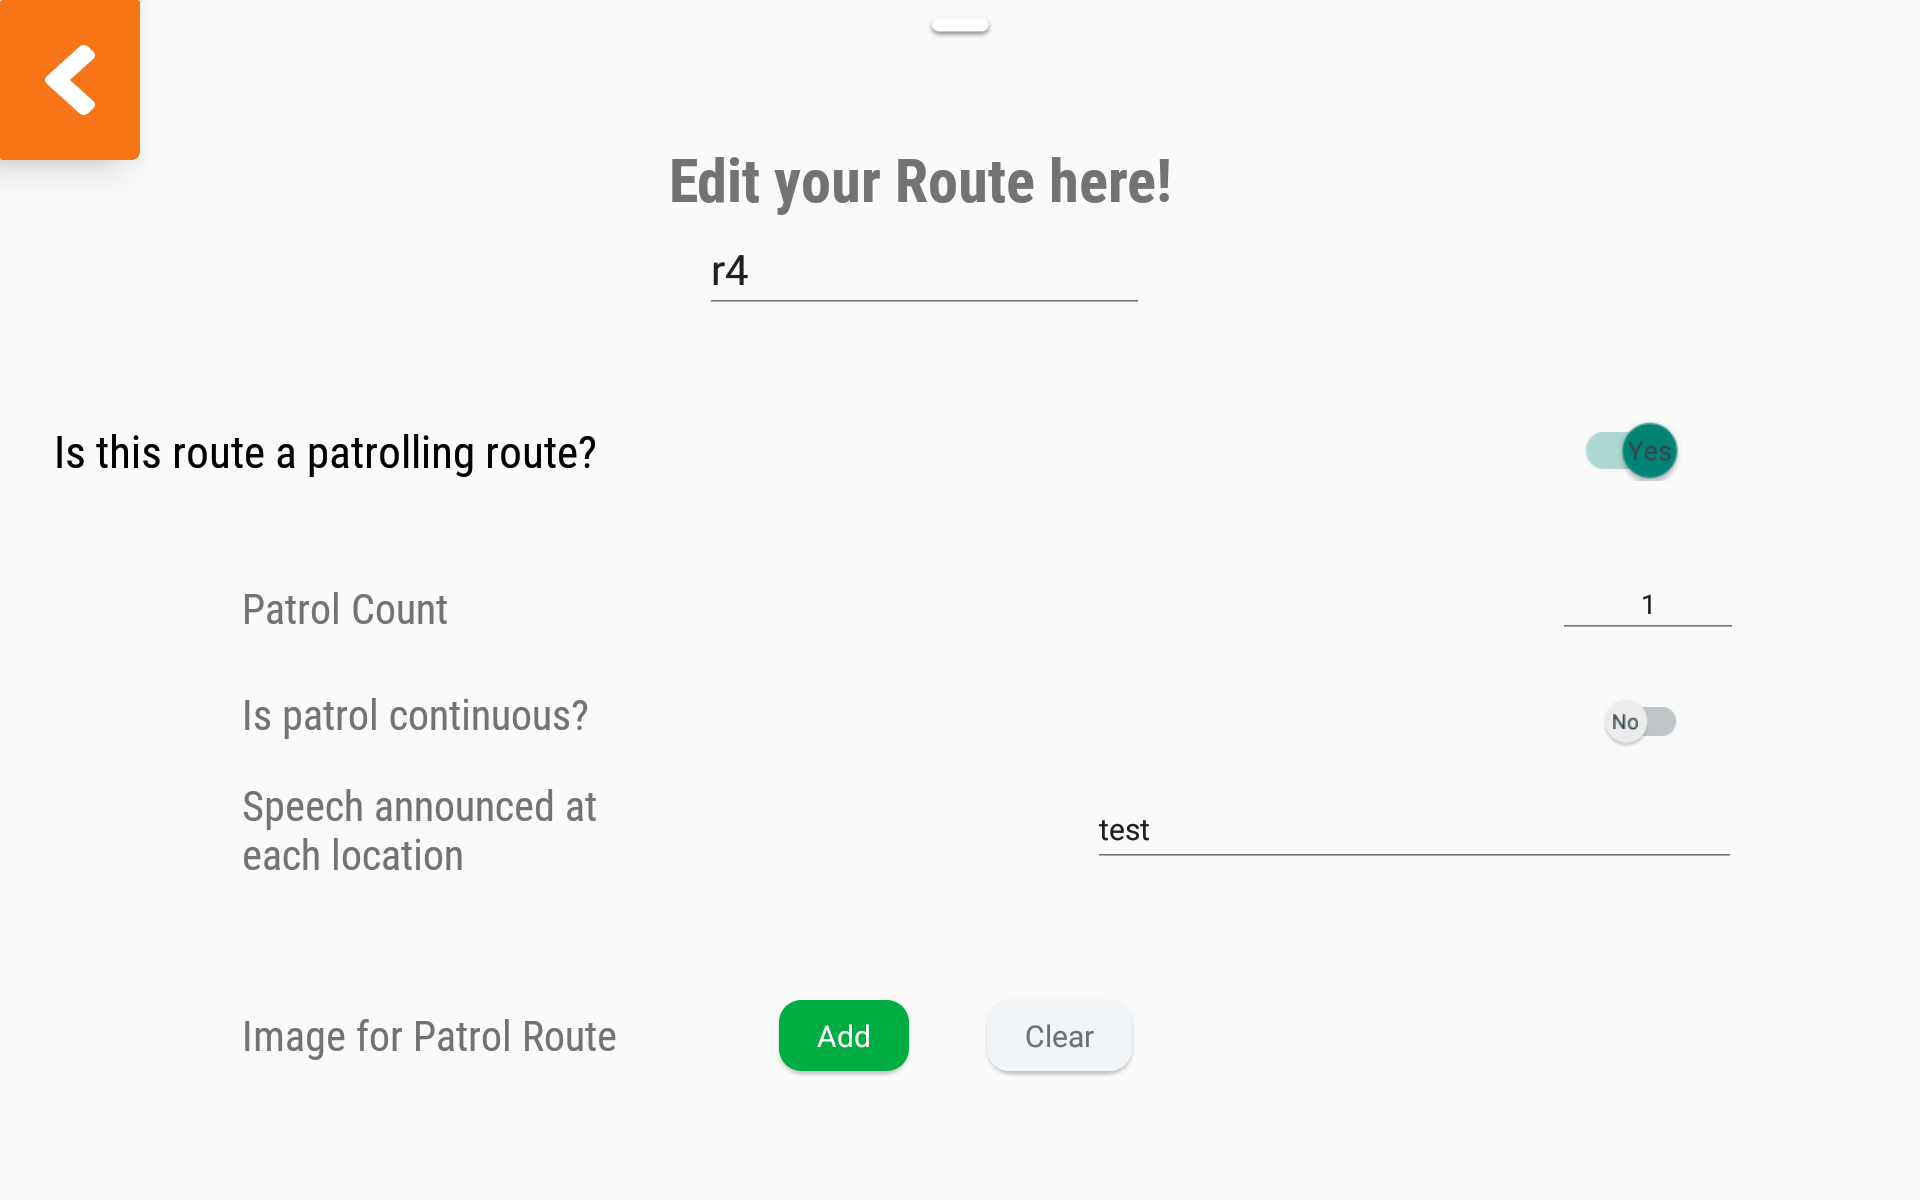 Edit your Route here!
r4
Is this route a patrolling route?
Yes
Patrol Count
1
Is patrol continuous?
No
Speech announced at
each location
test
Image for Patrol Route
Add
Clear